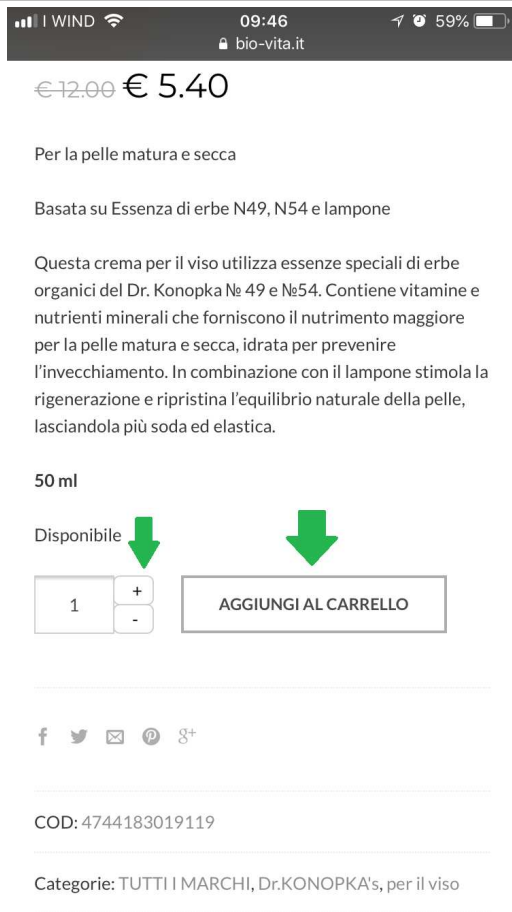 I WIND 09:46 59%
bio-vita.it
€ 12.00 € 5.40
Per la pelle matura e secca
Basata su Essenza di erbe N49, N54 e lampone
Questa crema per il viso utilizza essenze speciali di erbe
organici del Dr. Konopka № 49 e №54. Contiene vitamine e
nutrienti minerali che forniscono il nutrimento maggiore
per la pelle matura e secca, idrata per prevenire
l’invecchiamento. In combinazione con il lampone stimola la
rigenerazione e ripristina l’equilibrio naturale della pelle,
lasciandola più soda ed elastica.
50 ml
Disponibile
1 + -
AGGIUNGI AL CARRELLO
f g+
COD: 4744183019119
Categorie: TUTTI I MARCHI, Dr.KONOPKA's, per il viso